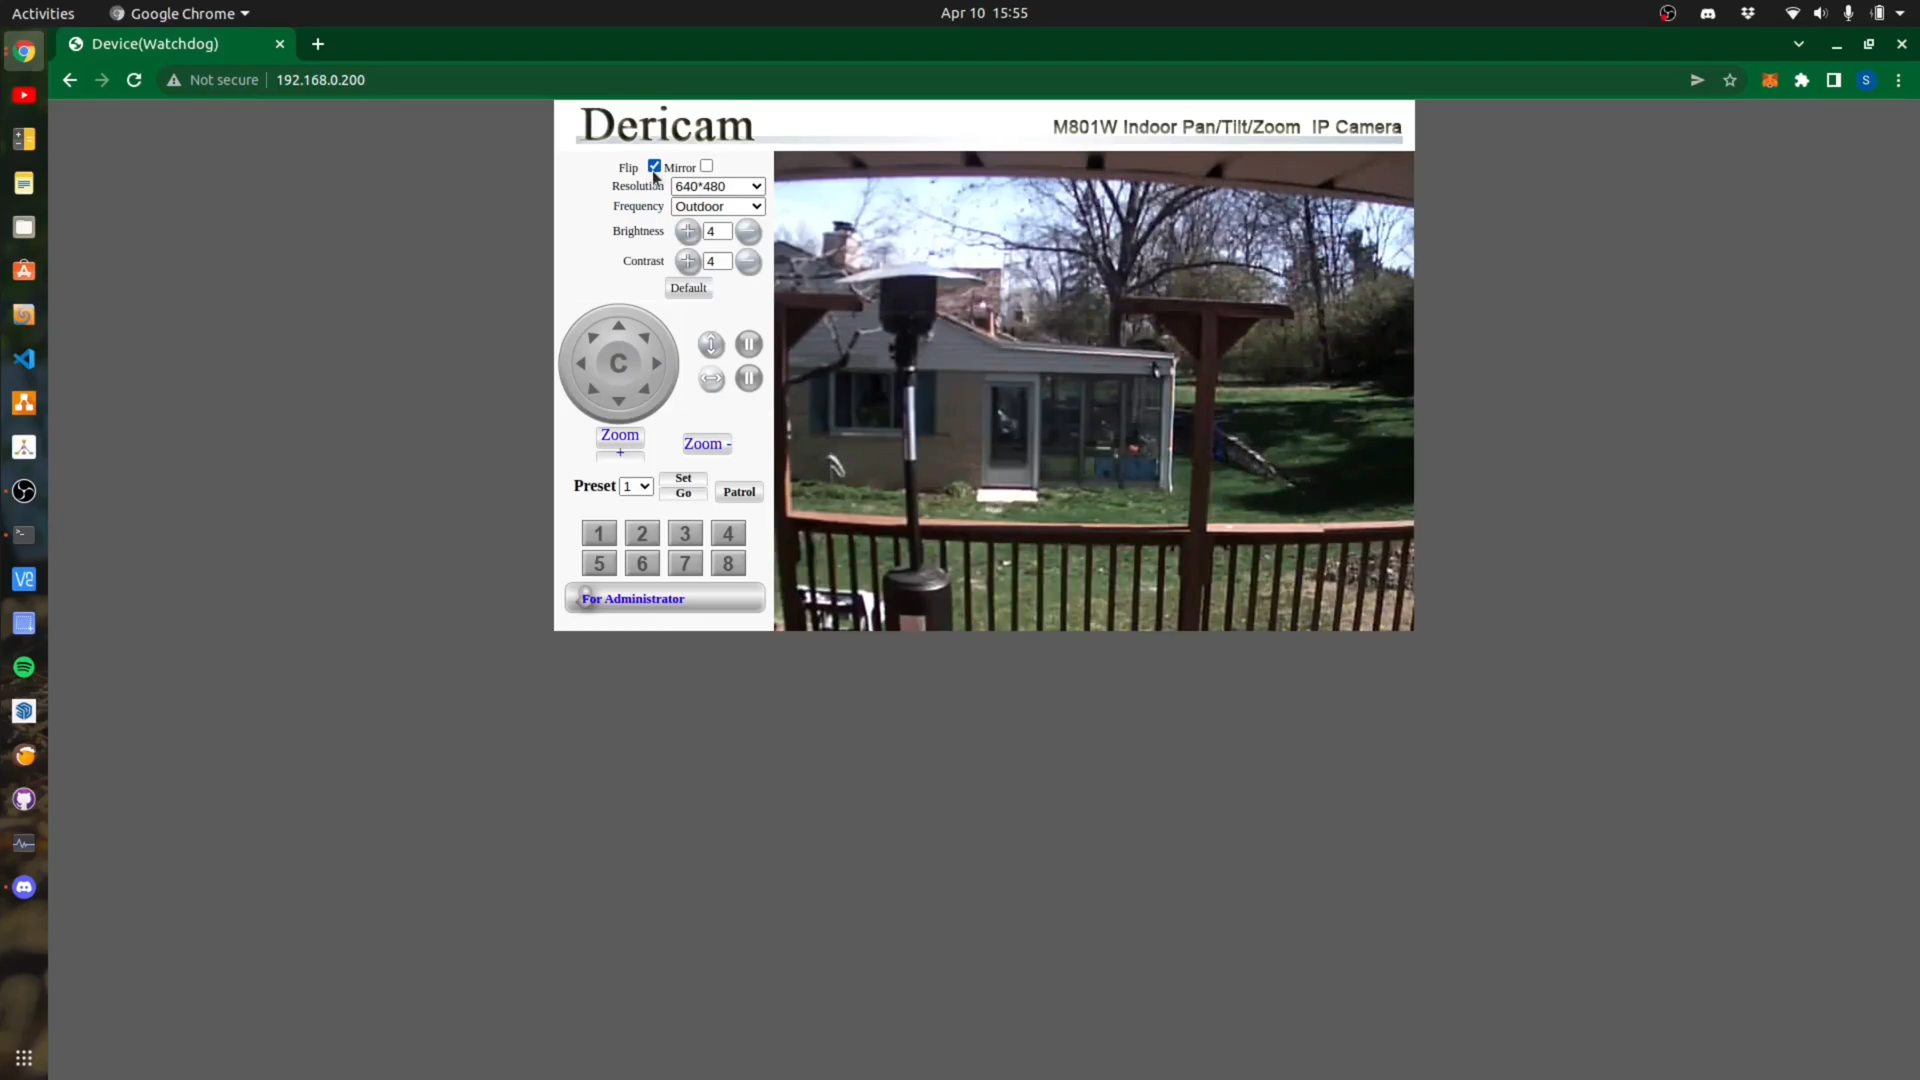 Activities
Google Chrome
Apr 10 15:55
Device(Watchdog)
Not secure
192.168.0.200
S
Dericam
M801W Indoor Pan/Tilt/Zoom IP Camera
Flip
Mirror
Resolution
640*480
Frequency
Outdoor
Brightness
4
Contrast
4
Default
C
Zoom
+
Zoom -
Preset
1
Set
Go
Patrol
1 2 3 4
5 6 7 8
For Administrator